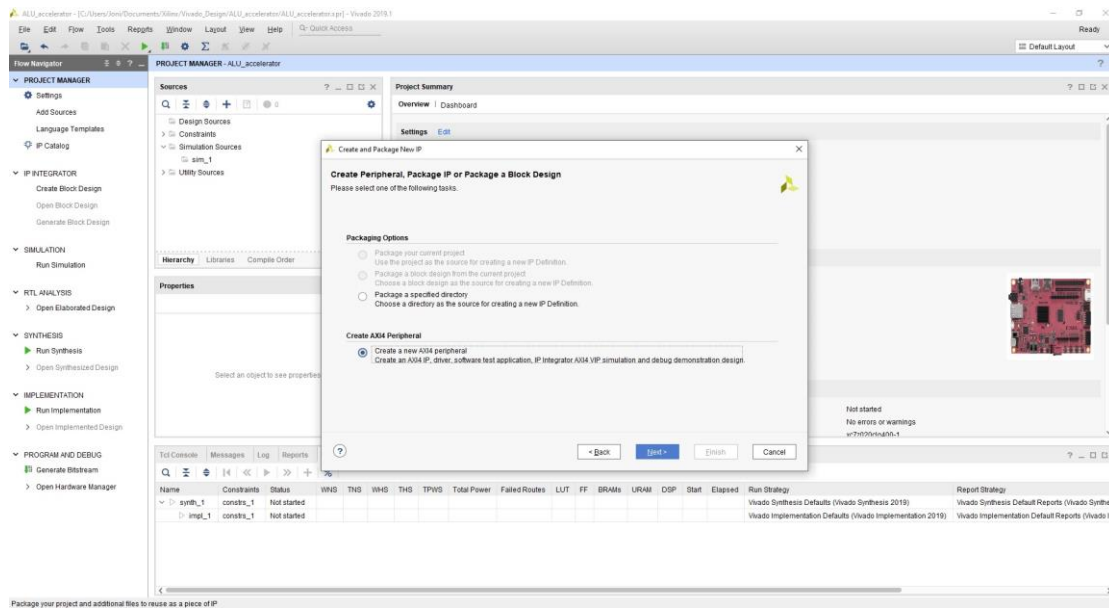 ALU_accelerator - [C:/Users/Joni/Documents/Xilinx/Vivado_Design/ALU_accelerator/ALU_accelerator.xpr] - Vivado 2019.1
File Edit Flow Tools Reports Window Layout View Help Quick Access
Ready
Default Layout
Flow Navigator
PROJECT MANAGER - ALU_accelerator
PROJECT MANAGER
Settings
Add Sources
Language Templates
IP Catalog
IP INTEGRATOR
Create Block Design
Open Block Design
Generate Block Design
SIMULATION
Run Simulation
RTL ANALYSIS
Open Elaborated Design
SYNTHESIS
Run Synthesis
Open Synthesized Design
IMPLEMENTATION
Run Implementation
Open Implemented Design
PROGRAM AND DEBUG
Generate Bitstream
Open Hardware Manager
Sources
0
Design Sources
Constraints
Simulation Sources
sim_1
Utility Sources
Hierarchy Libraries Compile Order
Properties
Select an object to see properties
Project Summary
Overview | Dashboard
Settings Edit
Create and Package New IP
Create Peripheral, Package IP or Package a Block Design
Please select one of the following tasks.
Packaging Options
Package your current project
Use the project as the source for creating a new IP Definition.
Package a block design from the current project
Choose a block design as the source for creating a new IP Definition.
Package a specified directory
Choose a directory as the source for creating a new IP Definition.
Create AXI4 Peripheral
Create a new AXI4 peripheral
Create an AXI4 IP, driver, software test application, IP Integrator AXI4 VIP simulation and debug demonstration design.
? < Back Next > Finish Cancel
Not started
No errors or warnings
Tcl Console Messages Log Reports
Name Constraints Status WNS TNS WHS THS TPWS Total Power Failed Routes LUT FF BRAMs URAM DSP Start Elapsed Run Strategy Report Strategy
synth_1 constrs_1 Not started Vivado Synthesis Defaults (Vivado Synthesis 2019) Vivado Synthesis Default Reports (Vivado Synthe
impl_1 constrs_1 Not started Vivado Implementation Defaults (Vivado Implementation 2019) Vivado Implementation Default Reports (Vivado I
Package your project and additional files to reuse as a piece of IP